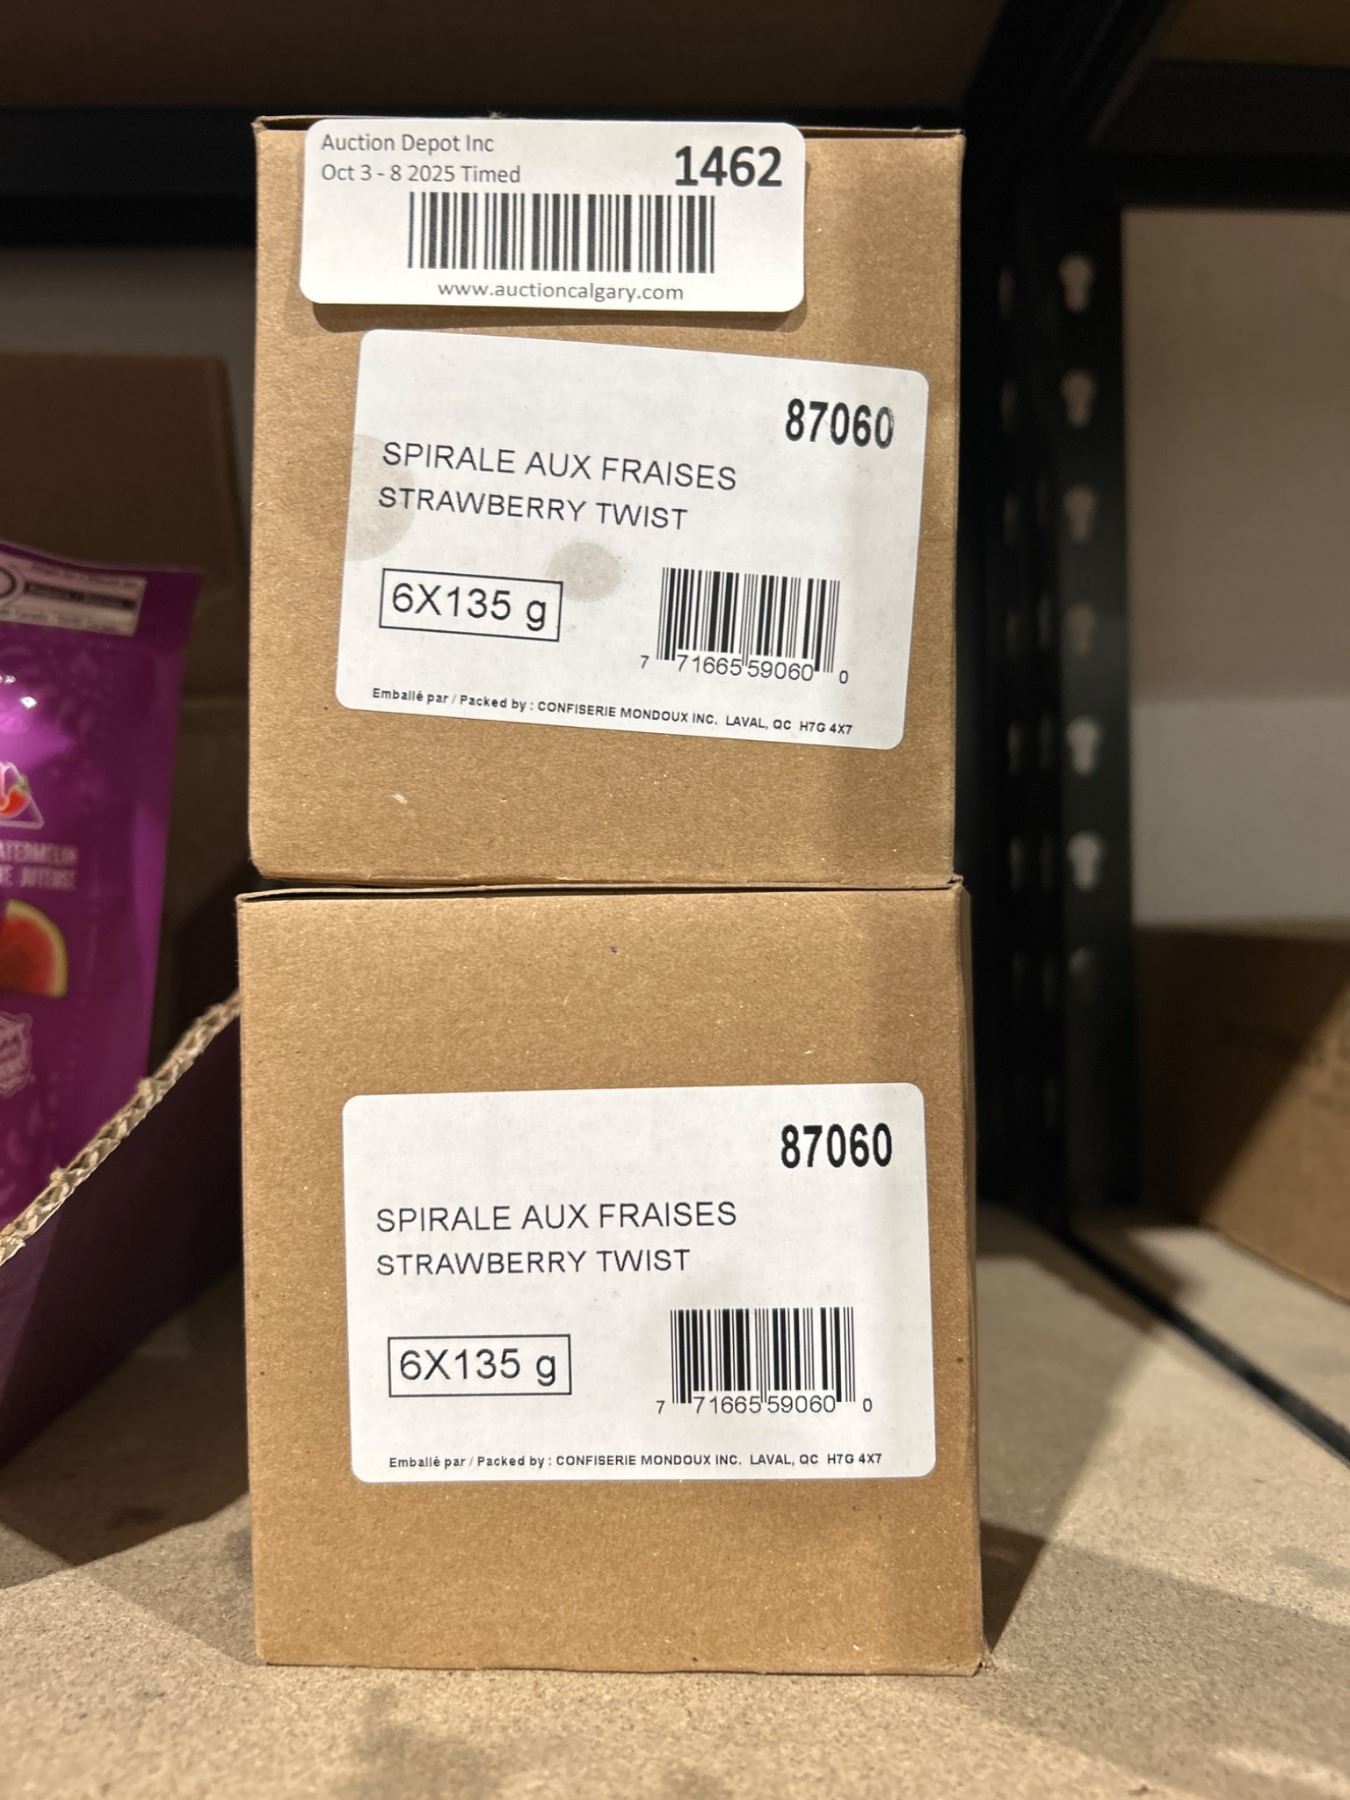 Auction Depot Inc
Oct 3 - 8 2025 Timed
1462
www.auctioncalgary.com
87060
SPIRALE AUX FRAISES
STRAWBERRY TWIST
6X135 g
7 71665 59060 0
Emballé par / Packed by : CONFISERIE MONDOUX INC. LAVAL, QC H7G 4X7
87060
SPIRALE AUX FRAISES
STRAWBERRY TWIST
6X135 g
7 71665 59060 0
Emballé par / Packed by : CONFISERIE MONDOUX INC. LAVAL, QC H7G 4X7